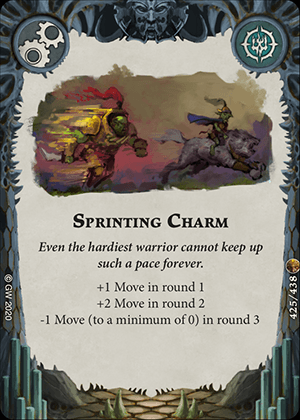 Sprinting Charm
Even the hardiest warrior cannot keep up
such a pace forever.
+1 Move in round 1
+2 Move in round 2
-1 Move (to a minimum of 0) in round 3
© GW 2020
425/438